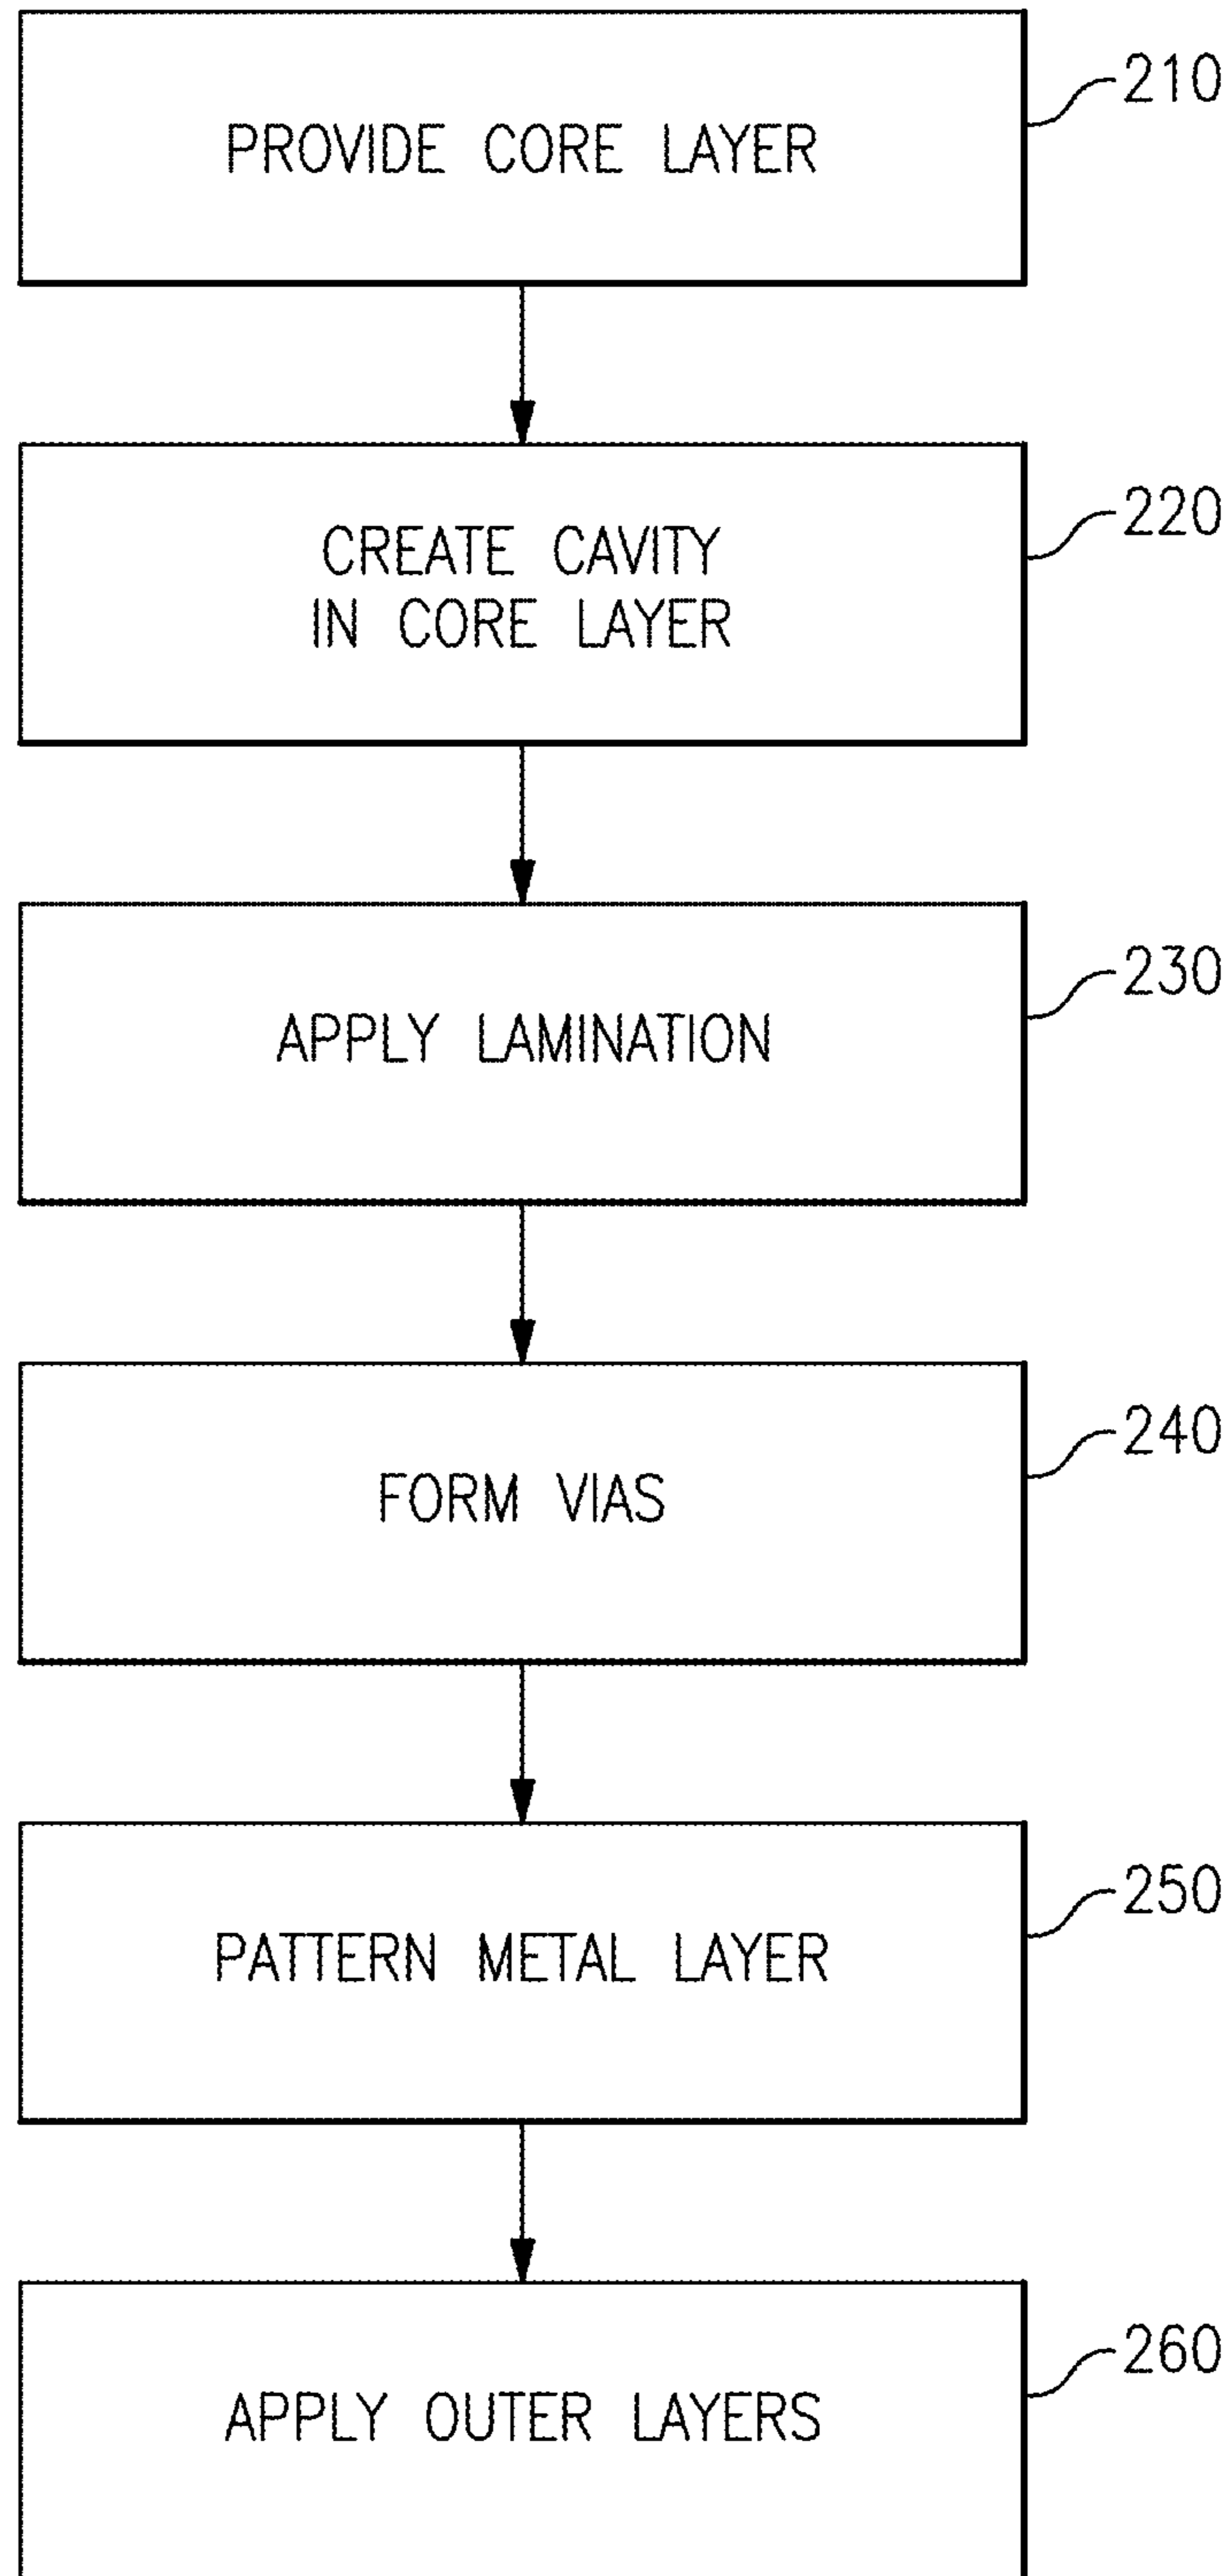 PROVIDE CORE LAYER
210
CREATE CAVITY
IN CORE LAYER
220
APPLY LAMINATION
230
FORM VIAS
240
PATTERN METAL LAYER
250
APPLY OUTER LAYERS
260